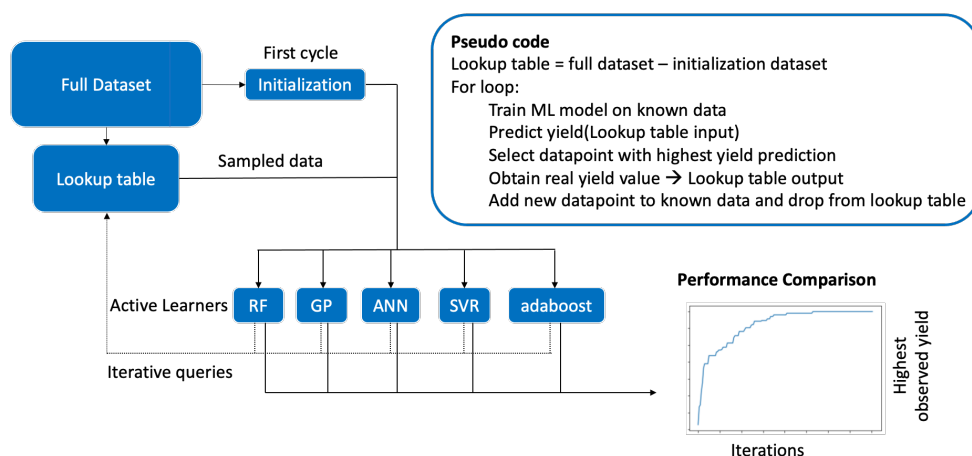 Full Dataset
First cycle
Initialization
Lookup table
Sampled data
Pseudo code
Lookup table = full dataset – initialization dataset
For loop:
Train ML model on known data
Predict yield(Lookup table input)
Select datapoint with highest yield prediction
Obtain real yield value → Lookup table output
Add new datapoint to known data and drop from lookup table
Active Learners
RF
GP
ANN
SVR
adaboost
Iterative queries
Performance Comparison
Highest
observed yield
Iterations